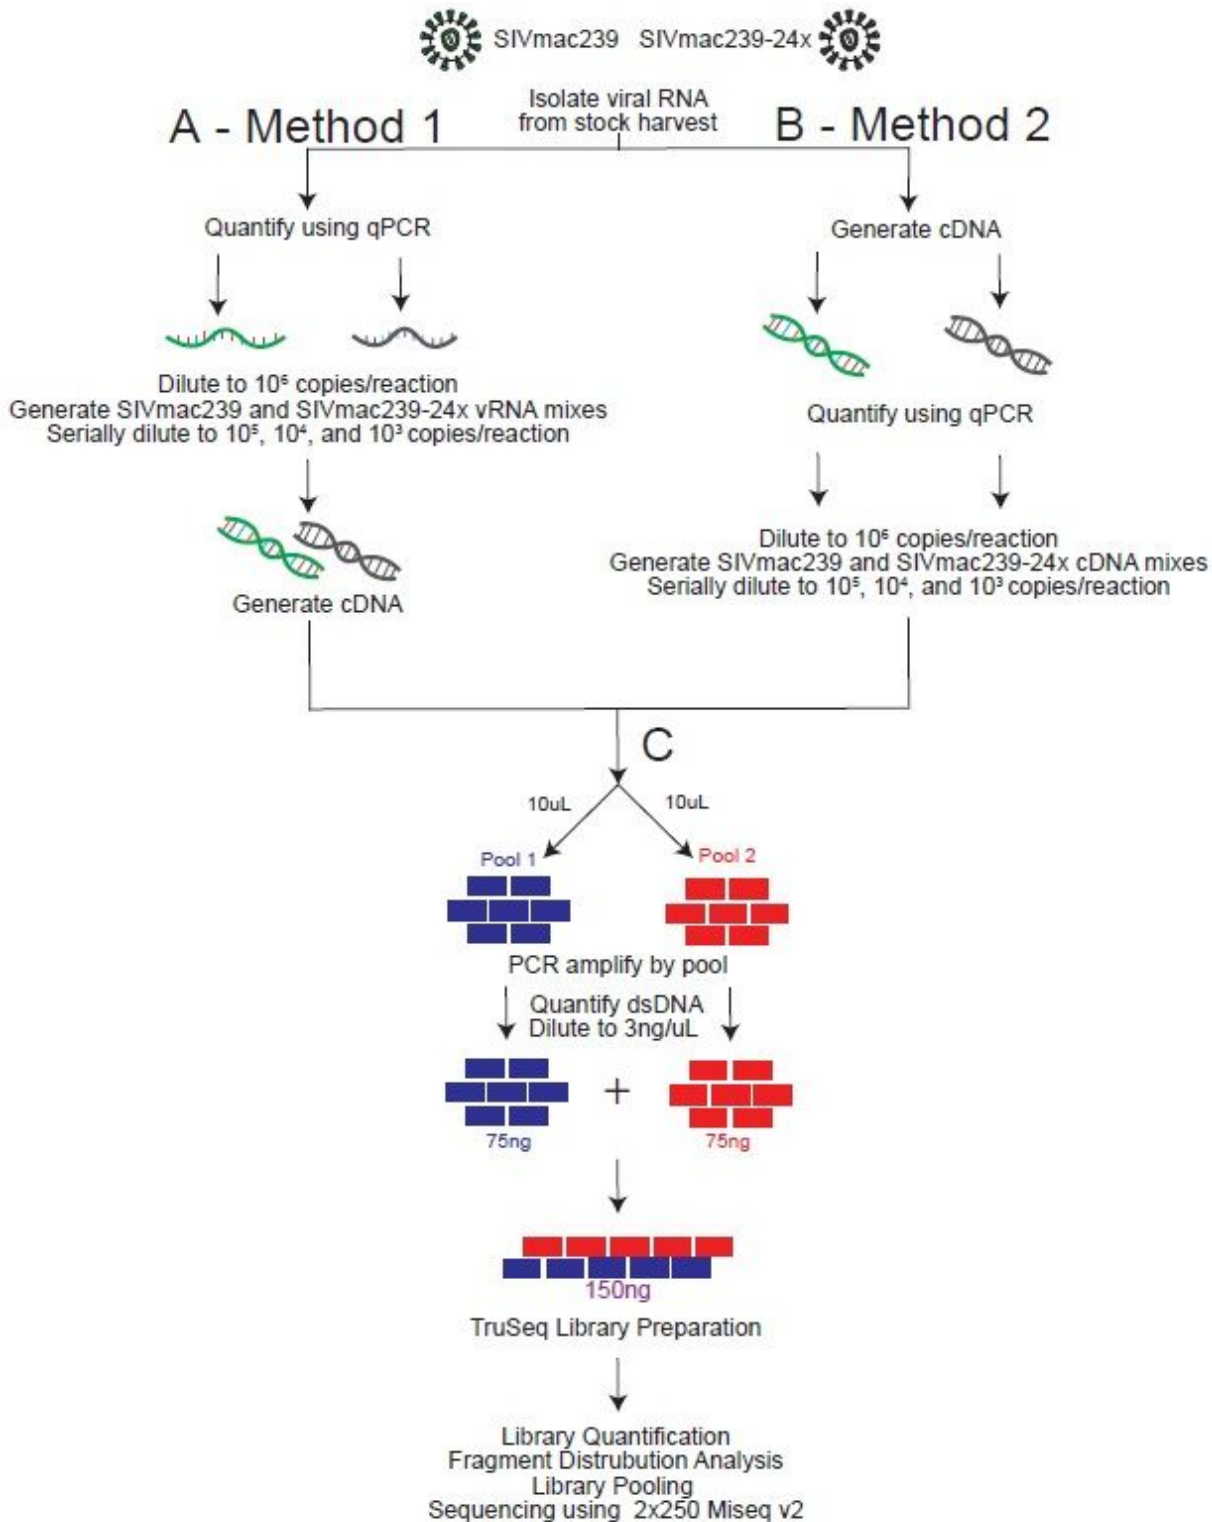 SIVmac239 SIVmac239-24x
Isolate viral RNA
from stock harvest
A - Method 1
B - Method 2
Quantify using qPCR
Dilute to 10⁶ copies/reaction
Generate SIVmac239 and SIVmac239-24x vRNA mixes
Serially dilute to 10⁵, 10⁴, and 10³ copies/reaction
Generate cDNA
Generate cDNA
Quantify using qPCR
Dilute to 10⁶ copies/reaction
Generate SIVmac239 and SIVmac239-24x cDNA mixes
Serially dilute to 10⁵, 10⁴, and 10³ copies/reaction
C
10uL 10uL
Pool 1 Pool 2
PCR amplify by pool
Quantify dsDNA
Dilute to 3ng/uL
+
75ng 75ng
150ng
TruSeq Library Preparation
Library Quantification
Fragment Distrubution Analysis
Library Pooling
Sequencing using 2x250 Miseq v2